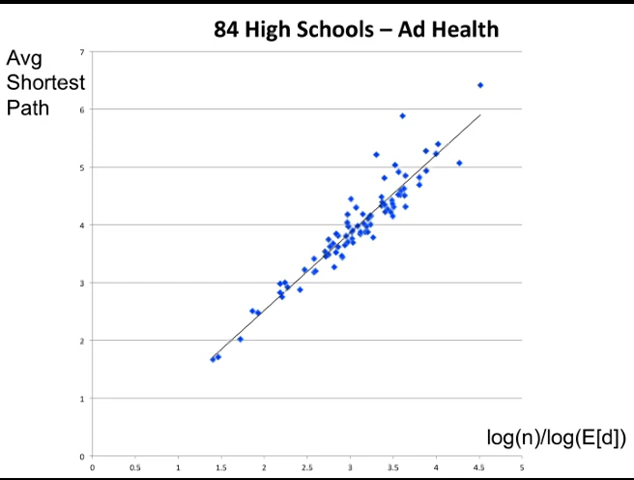 84 High Schools – Ad Health
Avg
Shortest
Path
7
6
5
4
3
2
1
0
log(n)/log(E[d])
0 0.5 1 1.5 2 2.5 3 3.5 4 4.5 5